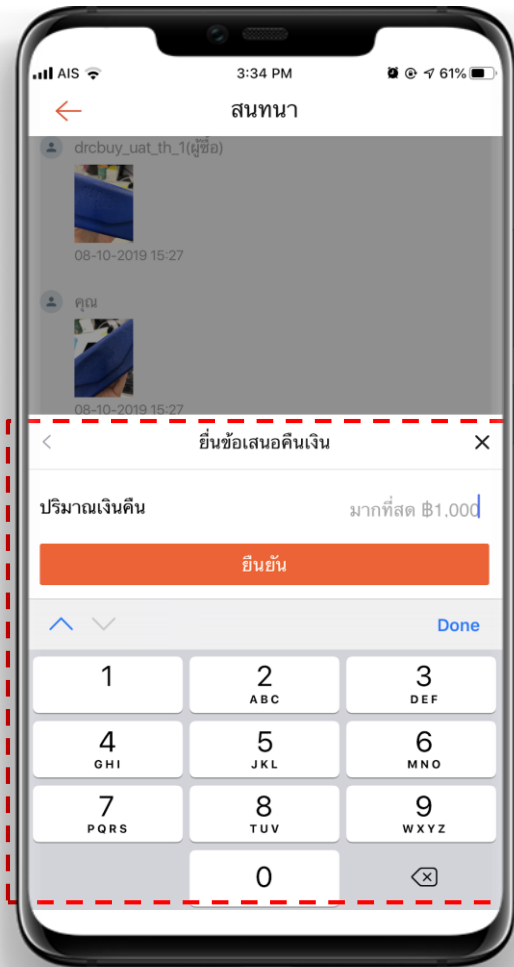 AIS 3:34 PM 61%
สนทนา
drcbuy_uat_th_1(ผู้ซื้อ)
08-10-2019 15:27
คุณ
08-10-2019 15:27
ยื่นข้อเสนอคืนเงิน
ปริมาณเงินคืน มากที่สุด ฿1,000
ยืนยัน
Done
1 2 3
ABC DEF
4 5 6
GHI JKL MNO
7 8 9
PQRS TUV WXYZ
0